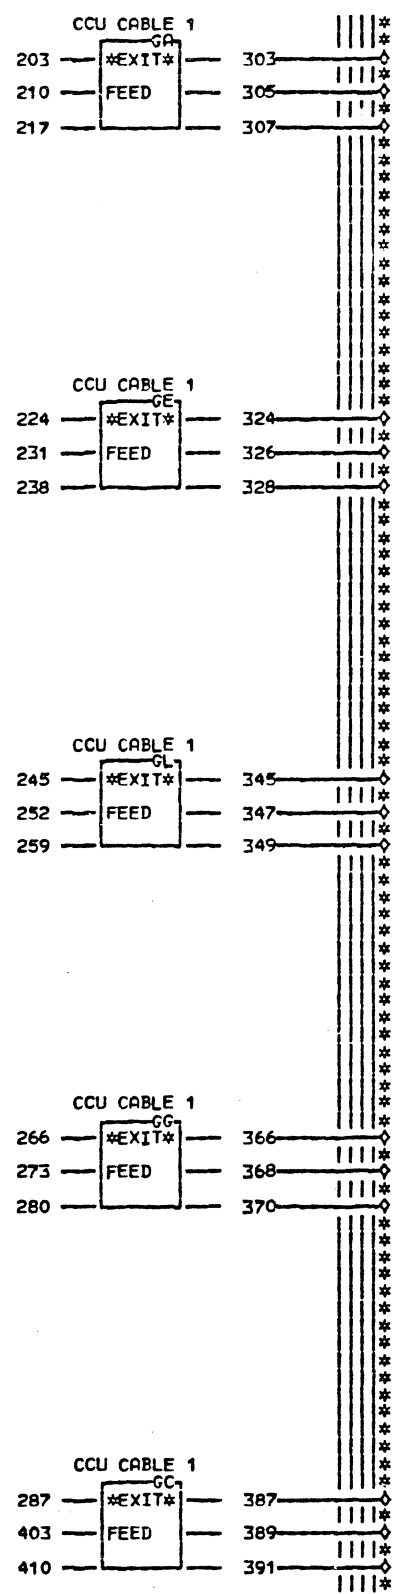 CCU CABLE 1
GA
203 *EXIT* 303
210 FEED 305
217 307
CCU CABLE 1
GE
224 *EXIT* 324
231 FEED 326
238 328
CCU CABLE 1
GL
245 *EXIT* 345
252 FEED 347
259 349
CCU CABLE 1
GG
266 *EXIT* 366
273 FEED 368
280 370
CCU CABLE 1
GC
287 *EXIT* 387
403 FEED 389
410 391